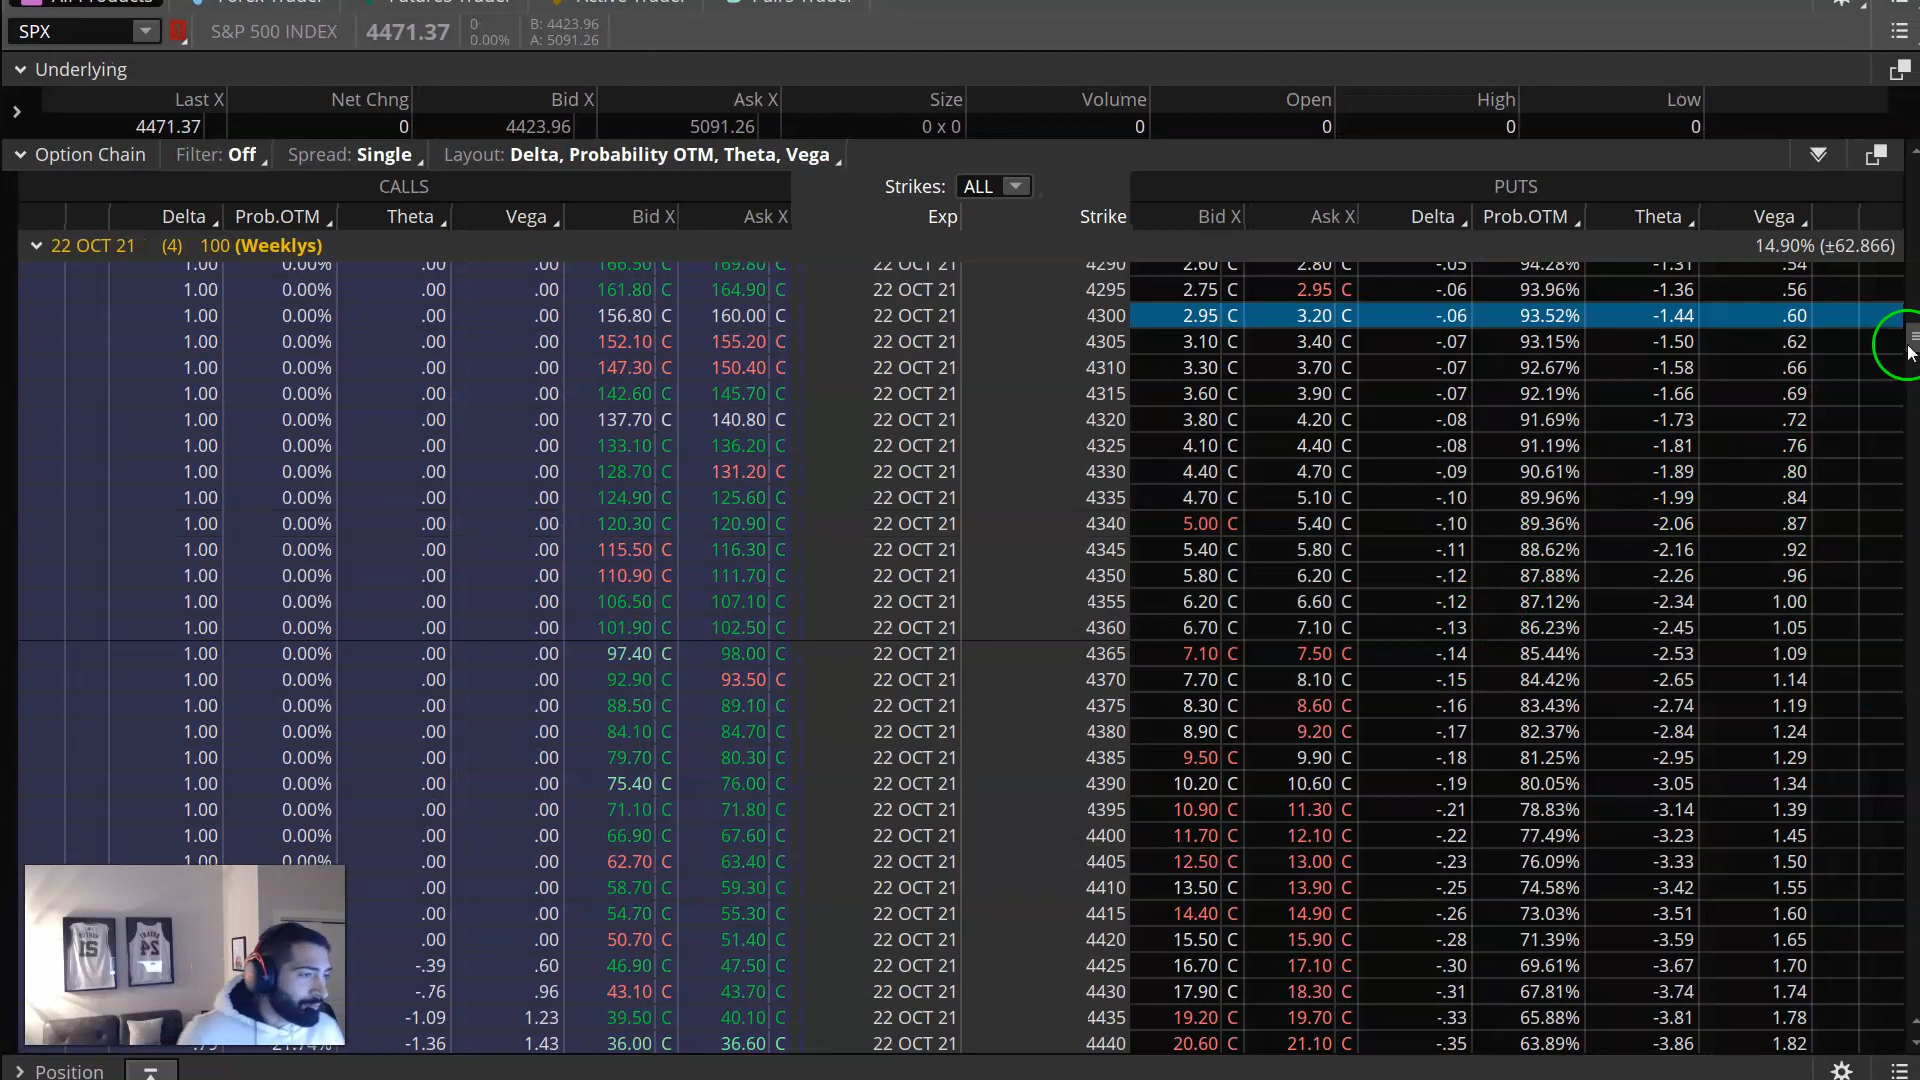 All Products Forex Trader Futures Trader Active Trader Pairs Trader
SPX S&P 500 INDEX 4471.37 0 0.00% B: 4423.96 A: 5091.26
Underlying
Last X Net Chng Bid X Ask X Size Volume Open High Low
4471.37 0 4423.96 5091.26 0 x 0 0 0 0 0
Option Chain Filter: Off Spread: Single Layout: Delta, Probability OTM, Theta, Vega
CALLS Strikes: ALL PUTS
Delta Prob.OTM Theta Vega Bid X Ask X Exp Strike Bid X Ask X Delta Prob.OTM Theta Vega
22 OCT 21 (4) 100 (Weeklys) 14.90% (±62.866)
1.00 0.00% .00 .00 166.50 C 169.80 C 22 OCT 21 4290 2.60 C 2.80 C -.05 94.28% -1.31 .54
1.00 0.00% .00 .00 161.80 C 164.90 C 22 OCT 21 4295 2.75 C 2.95 C -.06 93.96% -1.36 .56
1.00 0.00% .00 .00 156.80 C 160.00 C 22 OCT 21 4300 2.95 C 3.20 C -.06 93.52% -1.44 .60
1.00 0.00% .00 .00 152.10 C 155.20 C 22 OCT 21 4305 3.10 C 3.40 C -.07 93.15% -1.50 .62
1.00 0.00% .00 .00 147.30 C 150.40 C 22 OCT 21 4310 3.30 C 3.70 C -.07 92.67% -1.58 .66
1.00 0.00% .00 .00 142.60 C 145.70 C 22 OCT 21 4315 3.60 C 3.90 C -.07 92.19% -1.66 .69
1.00 0.00% .00 .00 137.70 C 140.80 C 22 OCT 21 4320 3.80 C 4.20 C -.08 91.69% -1.73 .72
1.00 0.00% .00 .00 133.10 C 136.20 C 22 OCT 21 4325 4.10 C 4.40 C -.08 91.19% -1.81 .76
1.00 0.00% .00 .00 128.70 C 131.20 C 22 OCT 21 4330 4.40 C 4.70 C -.09 90.61% -1.89 .80
1.00 0.00% .00 .00 124.90 C 125.60 C 22 OCT 21 4335 4.70 C 5.10 C -.10 89.96% -1.99 .84
1.00 0.00% .00 .00 120.30 C 120.90 C 22 OCT 21 4340 5.00 C 5.40 C -.10 89.36% -2.06 .87
1.00 0.00% .00 .00 115.50 C 116.30 C 22 OCT 21 4345 5.40 C 5.80 C -.11 88.62% -2.16 .92
1.00 0.00% .00 .00 110.90 C 111.70 C 22 OCT 21 4350 5.80 C 6.20 C -.12 87.88% -2.26 .96
1.00 0.00% .00 .00 106.50 C 107.10 C 22 OCT 21 4355 6.20 C 6.60 C -.12 87.12% -2.34 1.00
1.00 0.00% .00 .00 101.90 C 102.50 C 22 OCT 21 4360 6.70 C 7.10 C -.13 86.23% -2.45 1.05
1.00 0.00% .00 .00 97.40 C 98.00 C 22 OCT 21 4365 7.10 C 7.50 C -.14 85.44% -2.53 1.09
1.00 0.00% .00 .00 92.90 C 93.50 C 22 OCT 21 4370 7.70 C 8.10 C -.15 84.42% -2.65 1.14
1.00 0.00% .00 .00 88.50 C 89.10 C 22 OCT 21 4375 8.30 C 8.60 C -.16 83.43% -2.74 1.19
1.00 0.00% .00 .00 84.10 C 84.70 C 22 OCT 21 4380 8.90 C 9.20 C -.17 82.37% -2.84 1.24
1.00 0.00% .00 .00 79.70 C 80.30 C 22 OCT 21 4385 9.50 C 9.90 C -.18 81.25% -2.95 1.29
1.00 0.00% .00 .00 75.40 C 76.00 C 22 OCT 21 4390 10.20 C 10.60 C -.19 80.05% -3.05 1.34
1.00 0.00% .00 .00 71.10 C 71.80 C 22 OCT 21 4395 10.90 C 11.30 C -.21 78.83% -3.14 1.39
1.00 0.00% .00 .00 66.90 C 67.60 C 22 OCT 21 4400 11.70 C 12.10 C -.22 77.49% -3.23 1.45
1.00 0.00% .00 .00 62.70 C 63.40 C 22 OCT 21 4405 12.50 C 13.00 C -.23 76.09% -3.33 1.50
.00 .00 58.70 C 59.30 C 22 OCT 21 4410 13.50 C 13.90 C -.25 74.58% -3.42 1.55
.00 .00 54.70 C 55.30 C 22 OCT 21 4415 14.40 C 14.90 C -.26 73.03% -3.51 1.60
.00 .00 50.70 C 51.40 C 22 OCT 21 4420 15.50 C 15.90 C -.28 71.39% -3.59 1.65
-.39 .60 46.90 C 47.50 C 22 OCT 21 4425 16.70 C 17.10 C -.30 69.61% -3.67 1.70
-.76 .96 43.10 C 43.70 C 22 OCT 21 4430 17.90 C 18.30 C -.31 67.81% -3.74 1.74
-1.09 1.23 39.50 C 40.10 C 22 OCT 21 4435 19.20 C 19.70 C -.33 65.88% -3.81 1.78
-1.36 1.43 36.00 C 36.60 C 22 OCT 21 4440 20.60 C 21.10 C -.35 63.89% -3.86 1.82
Position